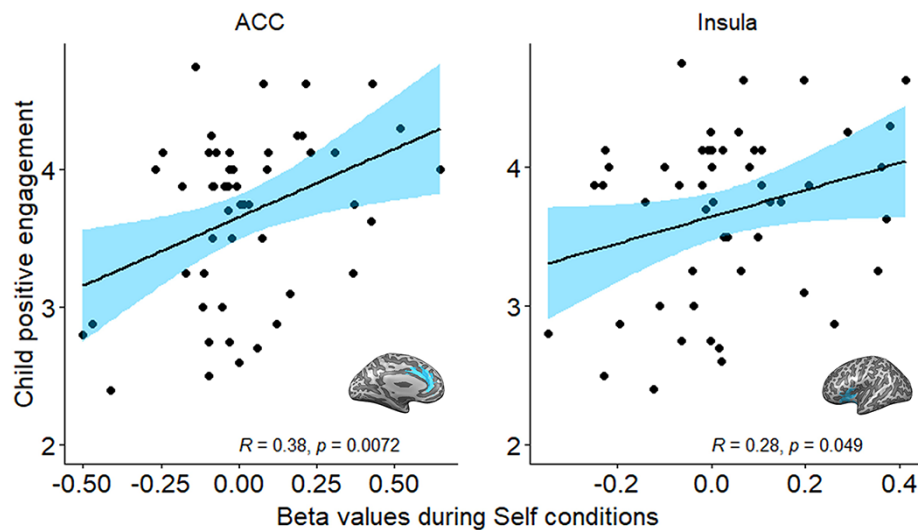 ACC
Insula
Child positive engagement
4
3
2
4
3
2
R = 0.38, p = 0.0072
R = 0.28, p = 0.049
-0.50 -0.25 0.00 0.25 0.50
-0.2 0.0 0.2 0.4
Beta values during Self conditions